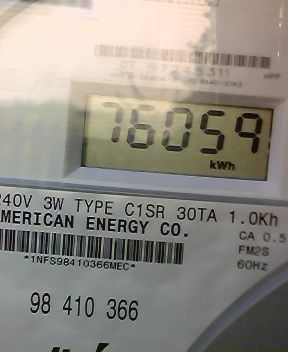 76059
kWh
240V 3W TYPE C1SR 30TA 1.0Kh
AMERICAN ENERGY CO.
CA 0.5
FM2S
60Hz
*1NFS98410366MEC*
98 410 366